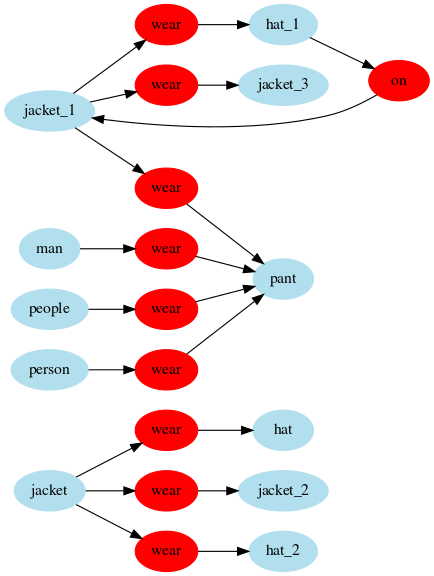 wear
hat_1
wear
jacket_3
on
jacket_1
wear
man
wear
pant
people
wear
person
wear
wear
hat
jacket
wear
jacket_2
wear
hat_2